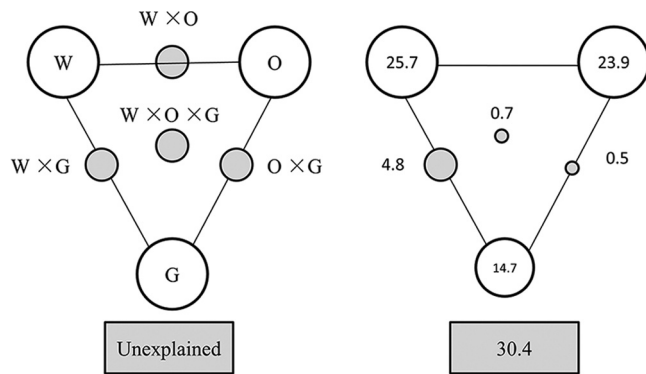 W ×O
W
O
W ×O ×G
W ×G
O ×G
G
Unexplained
25.7
23.9
0.7
4.8
0.5
14.7
30.4